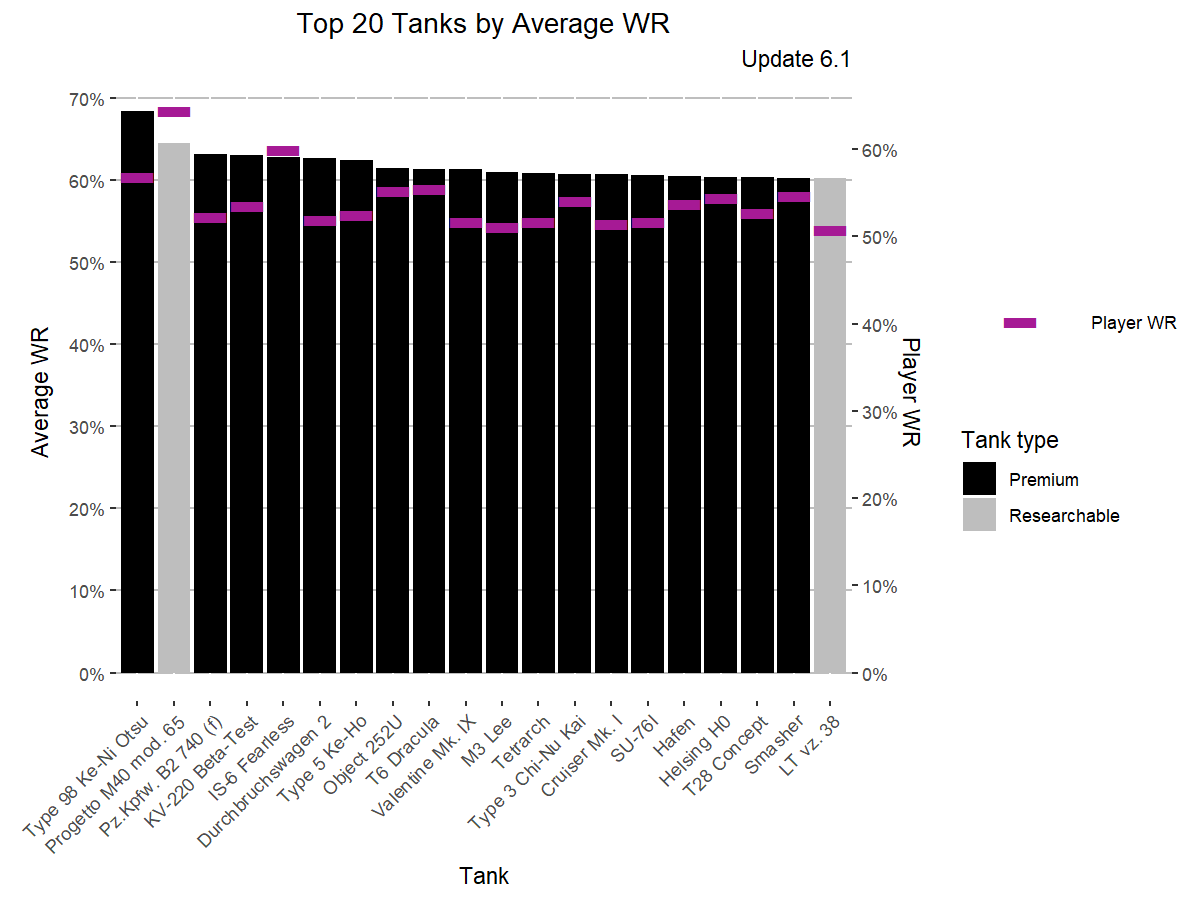 Top 20 Tanks by Average WR
Update 6.1
70%
60%
50%
40%
30%
20%
10%
0%
Average WR
60%
50%
40%
30%
20%
10%
0%
Player WR
Type 98 Ke-Ni Otsu
Progetto M40 mod. 65
Pz.Kpfw. B2 740 (f)
KV-220 Beta-Test
IS-6 Fearless
Durchbruchswagen 2
Type 5 Ke-Ho
Object 252U
T6 Dracula
Valentine Mk. IX
M3 Lee
Tetrarch
Type 3 Chi-Nu Kai
Cruiser Mk. I
SU-76I
Hafen
Helsing H0
T28 Concept
Smasher
LT vz. 38
Tank
Player WR
Tank type
Premium
Researchable